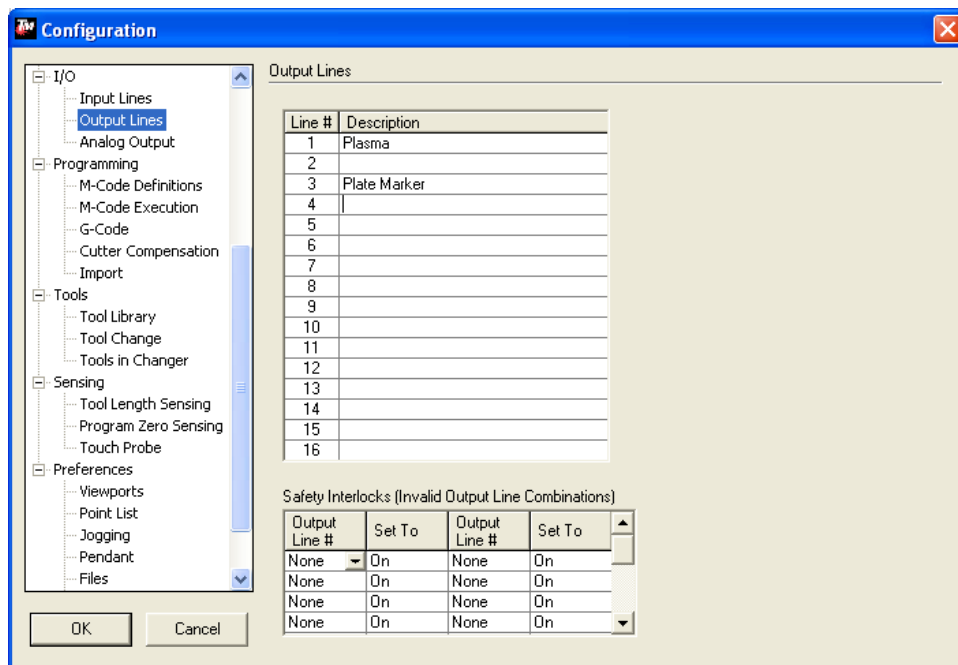 Configuration
I/O
Input Lines
Output Lines
Analog Output
Programming
M-Code Definitions
M-Code Execution
G-Code
Cutter Compensation
Import
Tools
Tool Library
Tool Change
Tools in Changer
Sensing
Tool Length Sensing
Program Zero Sensing
Touch Probe
Preferences
Viewports
Point List
Jogging
Pendant
Files
OK Cancel
Output Lines
Line # Description
1 Plasma
2
3 Plate Marker
4
5
6
7
8
9
10
11
12
13
14
15
16
Safety Interlocks (Invalid Output Line Combinations)
Output Line # Set To Output Line # Set To
None On None On
None On None On
None On None On
None On None On